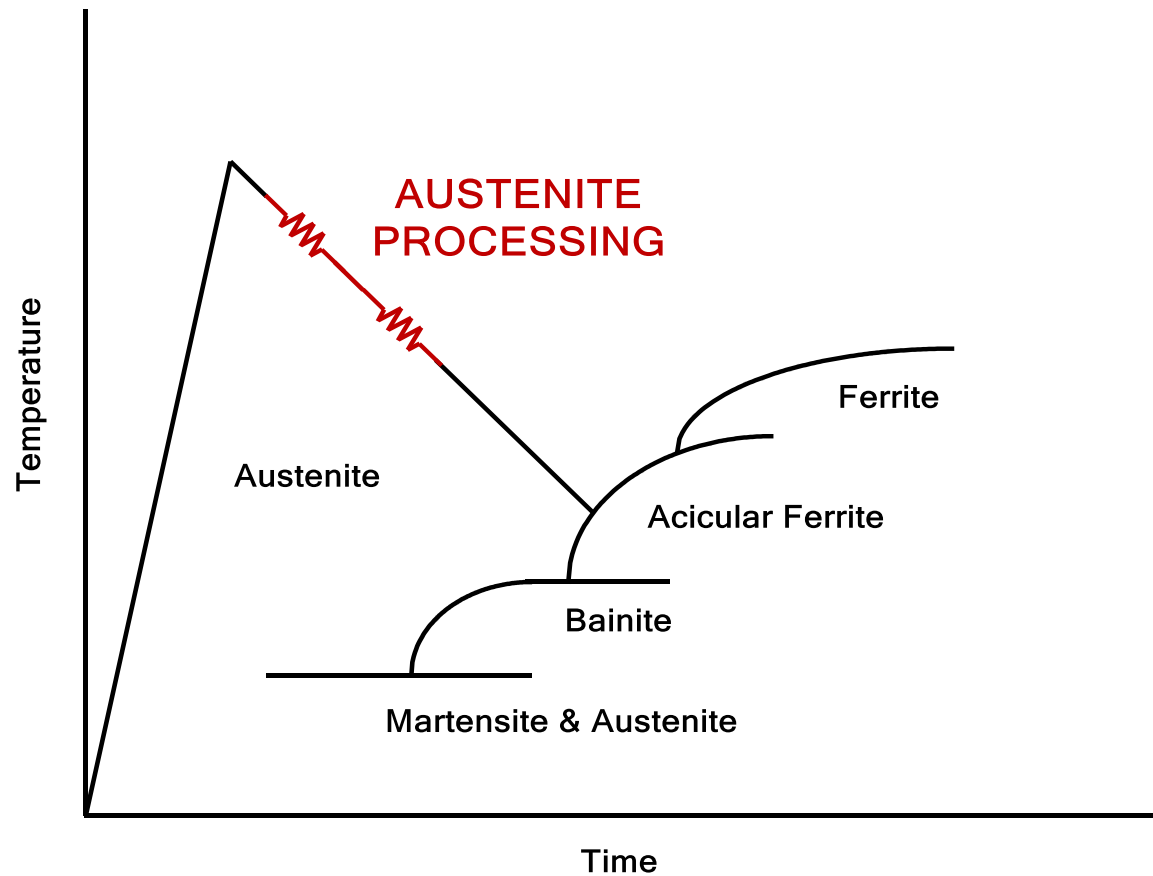 AUSTENITE
PROCESSING
Temperature
Ferrite
Austenite
Acicular Ferrite
Bainite
Martensite & Austenite
Time